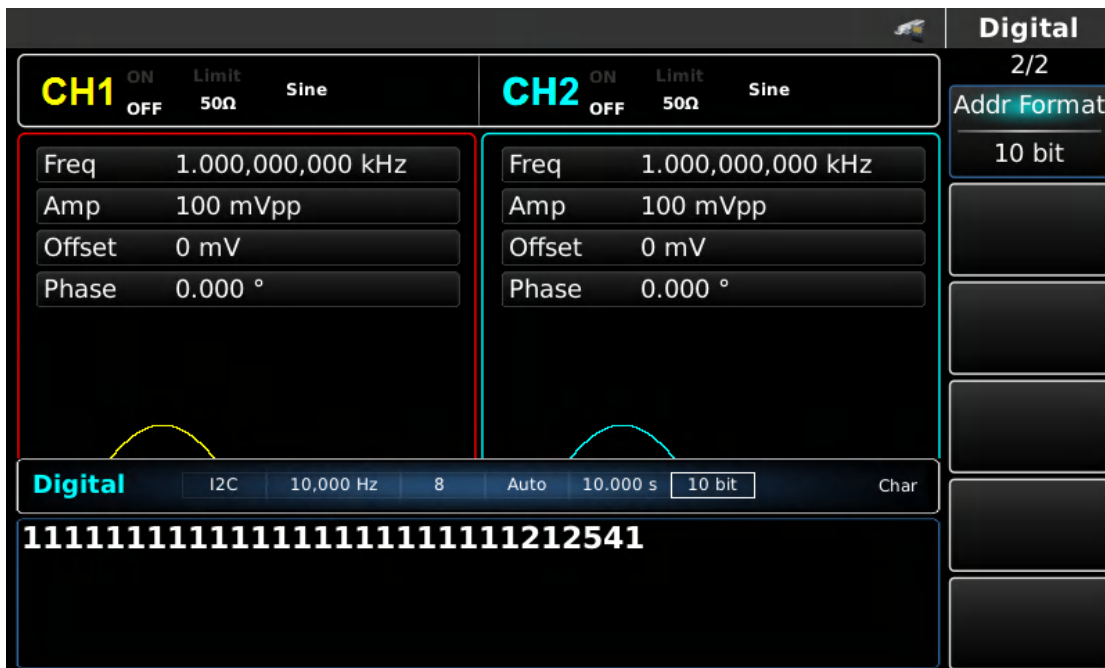 Digital
2/2
Addr Format
10 bit
CH1 ON OFF Limit 50Ω Sine
CH2 ON OFF Limit 50Ω Sine
Freq 1.000,000,000 kHz
Amp 100 mVpp
Offset 0 mV
Phase 0.000 °
Freq 1.000,000,000 kHz
Amp 100 mVpp
Offset 0 mV
Phase 0.000 °
Digital I2C 10,000 Hz 8 Auto 10.000 s 10 bit Char
111111111111111111111111212541